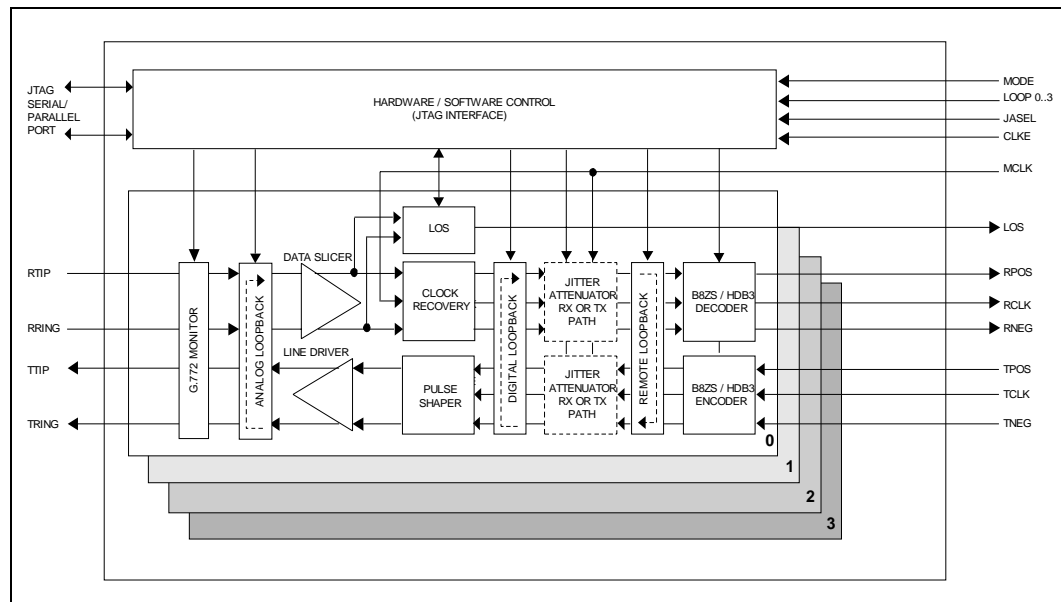 JTAG
SERIAL/
PARALLEL
PORT
HARDWARE / SOFTWARE CONTROL
(JTAG INTERFACE)
MODE
LOOP 0..3
JASEL
CLKE
MCLK
LOS
LOS
RTIP
RRING
TTIP
TRING
G.772 MONITOR
ANALOG LOOPBACK
DATA SLICER
LINE DRIVER
CLOCK
RECOVERY
PULSE
SHAPER
DIGITAL LOOPBACK
JITTER
ATTENUATOR
RX OR TX
PATH
JITTER
ATTENUATOR
RX OR TX
PATH
REMOTE LOOPBACK
B8ZS / HDB3
DECODER
B8ZS / HDB3
ENCODER
RPOS
RCLK
RNEG
TPOS
TCLK
TNEG
0
1
2
3